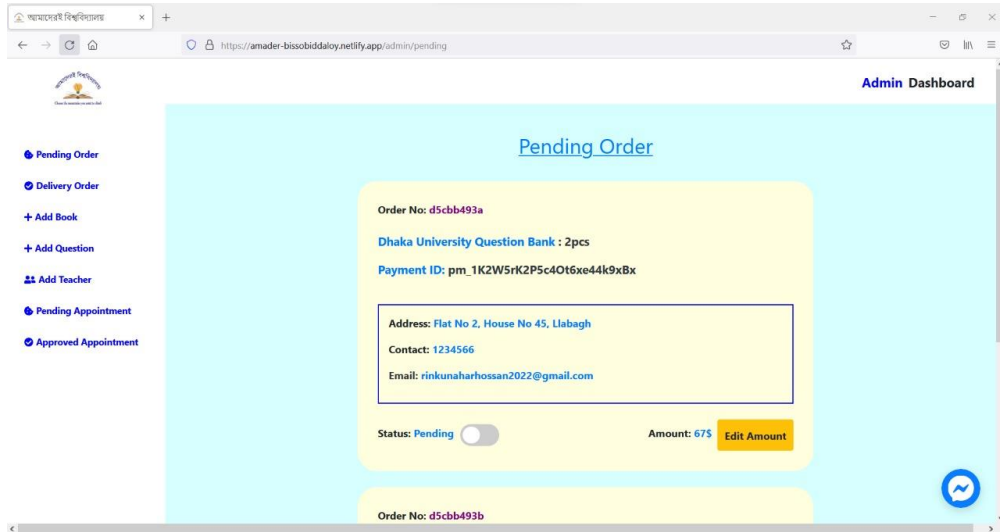 আমাদেরই বিশ্ববিদ্যালয়
https://amader-bissobiddaloy.netlify.app/admin/pending
Admin Dashboard
Pending Order
Delivery Order
Add Book
Add Question
Add Teacher
Pending Appointment
Approved Appointment
Pending Order
Order No: d5cbb493a
Dhaka University Question Bank : 2pcs
Payment ID: pm_1K2W5rK2P5c4Ot6xe44k9xBx
Address: Flat No 2, House No 45, Llabagh
Contact: 1234566
Email: rinkunaharhossan2022@gmail.com
Status: Pending
Amount: 67$ Edit Amount
Order No: d5cbb493b